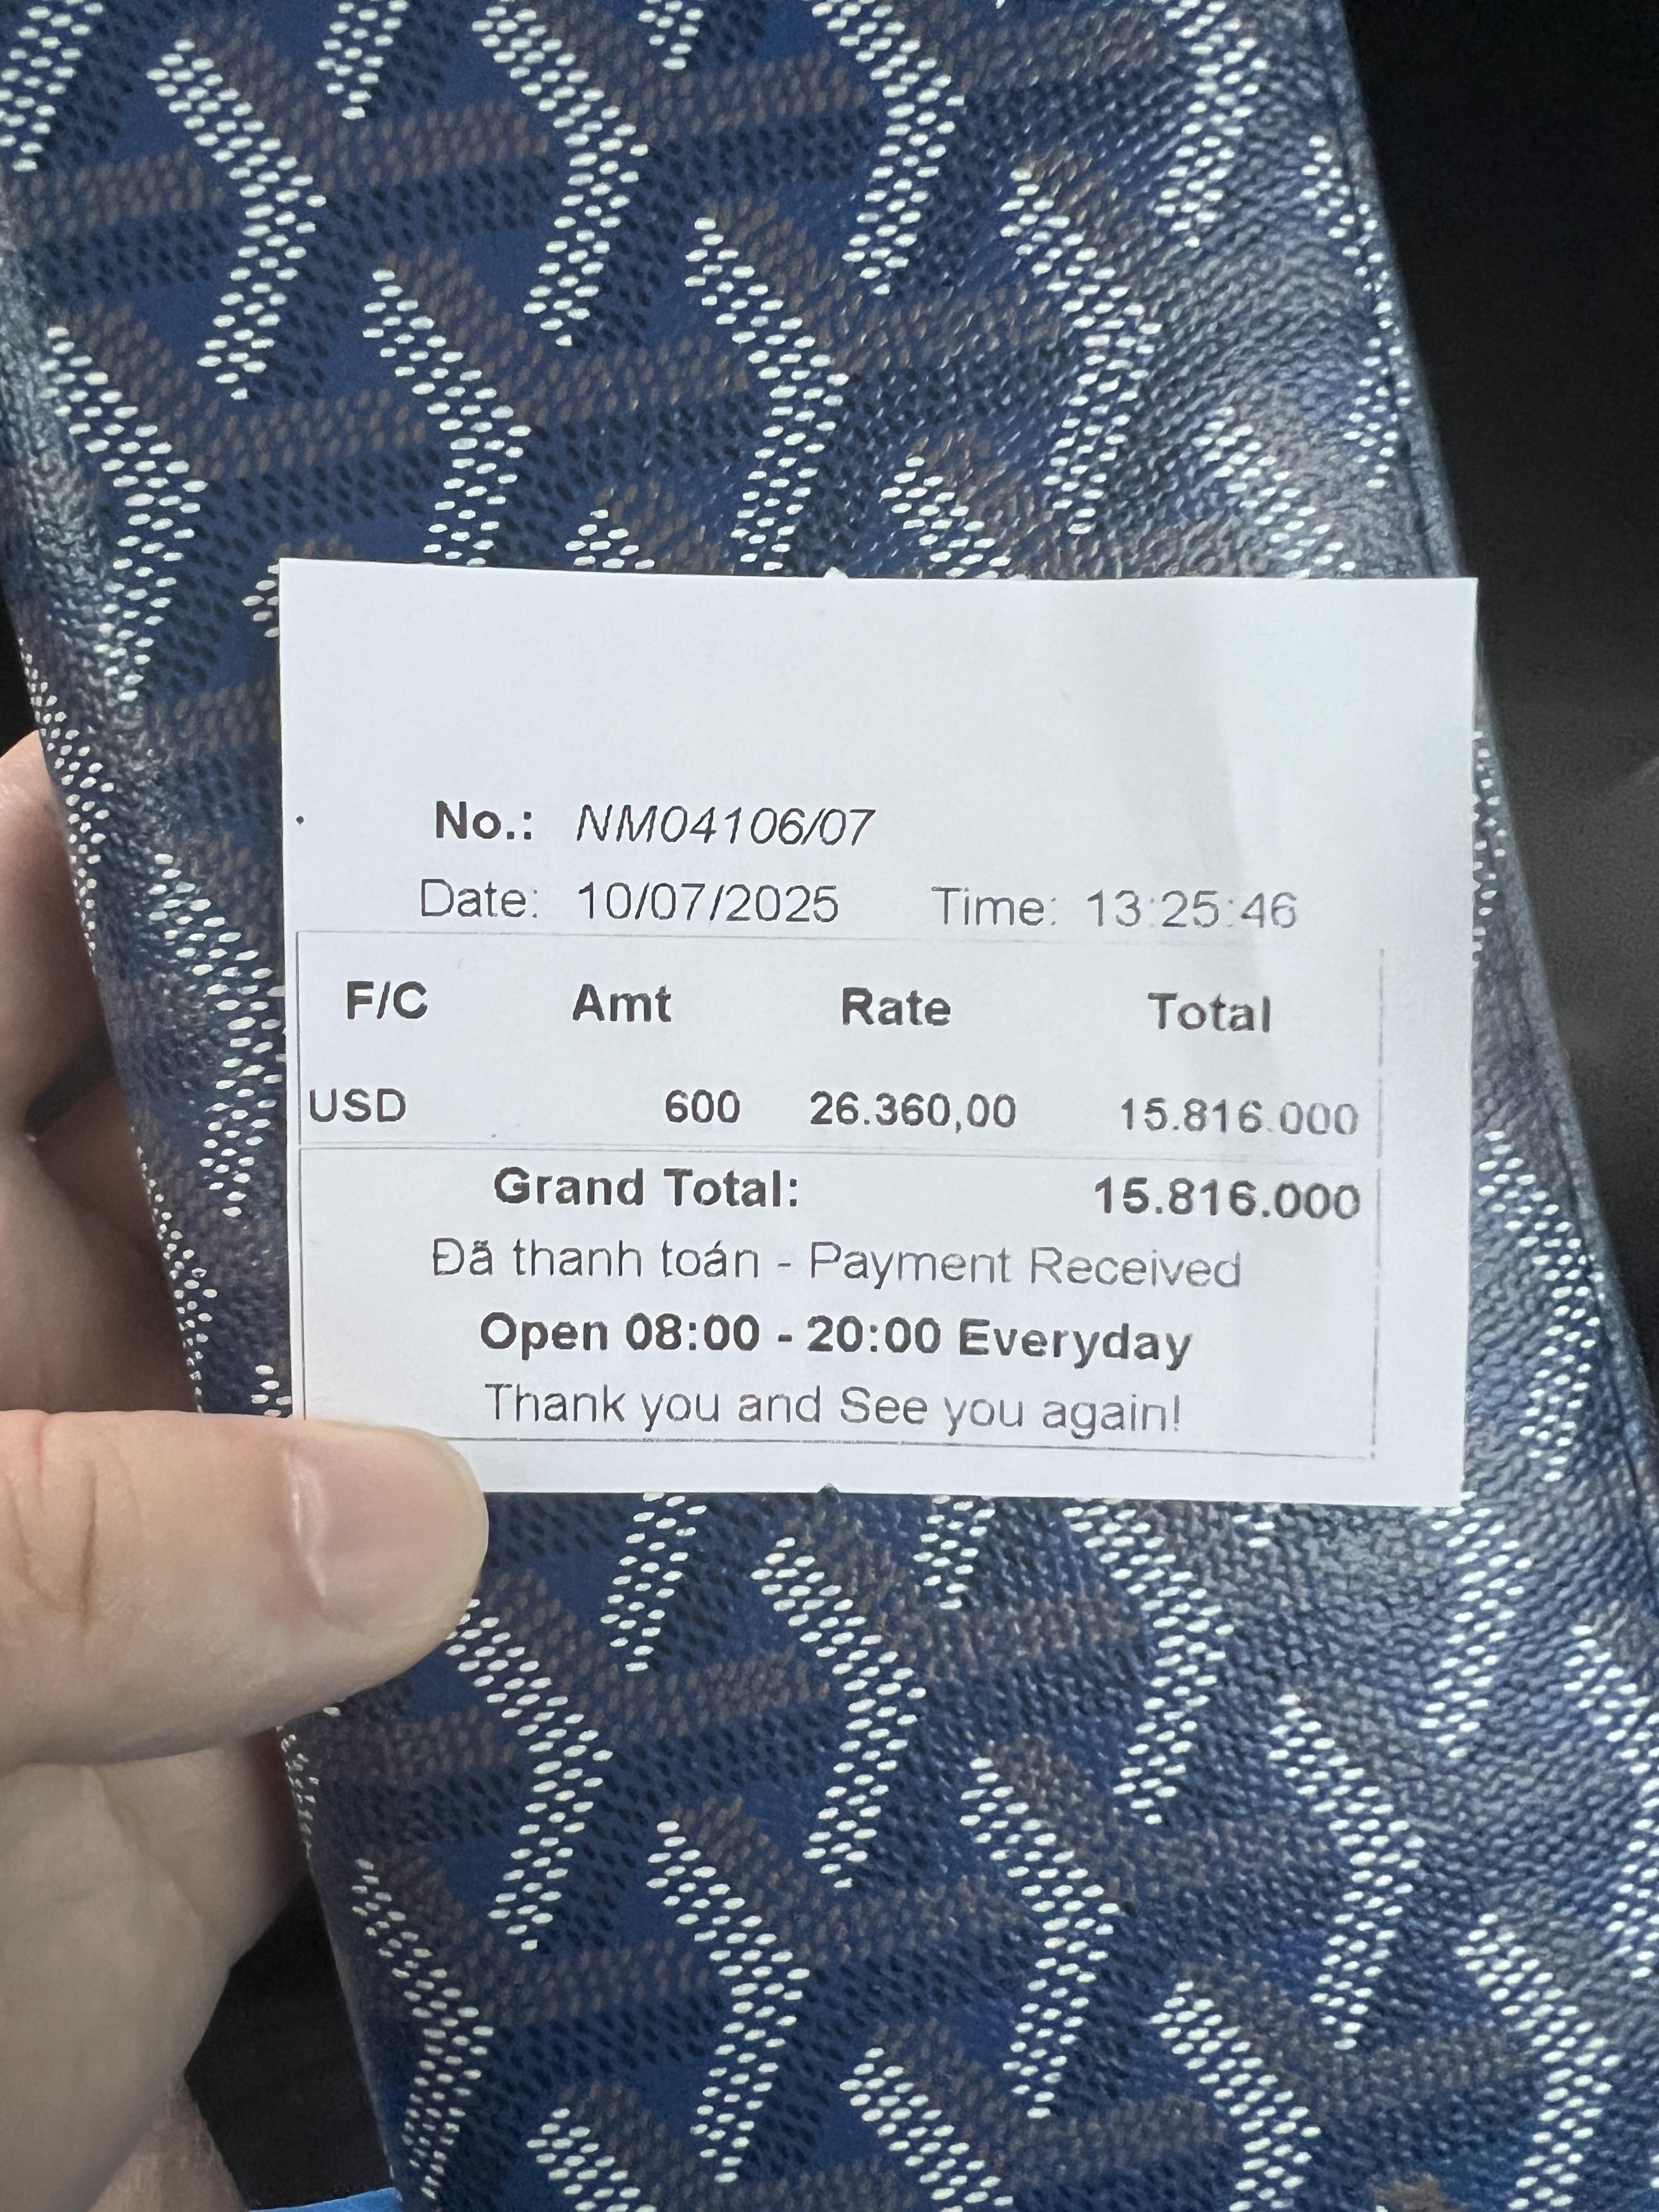 No.: NM04106/07
Date: 10/07/2025 Time: 13:25:46
F/C Amt Rate Total
USD 600 26.360,00 15.816.000
Grand Total: 15.816.000
Đã thanh toán - Payment Received
Open 08:00 - 20:00 Everyday
Thank you and See you again!